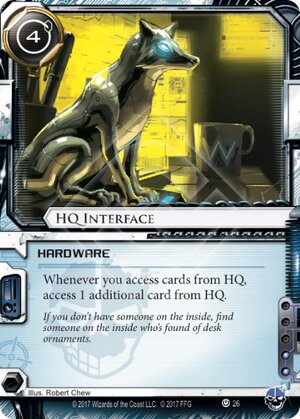 4
W
HQ INTERFACE
HARDWARE
Whenever you access cards from HQ,
access 1 additional card from HQ.
If you don't have someone on the inside, find
someone on the inside who's found of desk
ornaments.
Illus. Robert Chew
© 2017 Wizards of the Coast LLC. © 2017 FFG
26